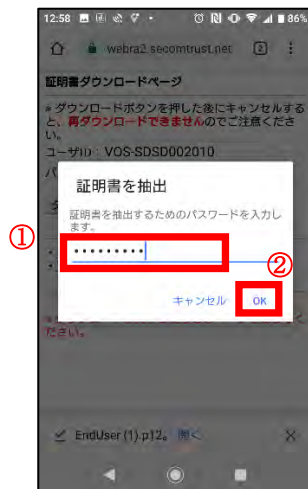 12:58 86%
webra2.secomtrust.net 2
証明書ダウンロードページ
* ダウンロードボタンを押した後にキャンセルする
と、再ダウンロードできませんのでご注意くださ
い。
ユーザID : VOS-SDSD002010
パ
証明書を抽出
証明書を抽出するためのパスワードを入力し
ます。
①
•••••••••
②
キャンセル OK
ださい。
EndUser (1).p12。 開く